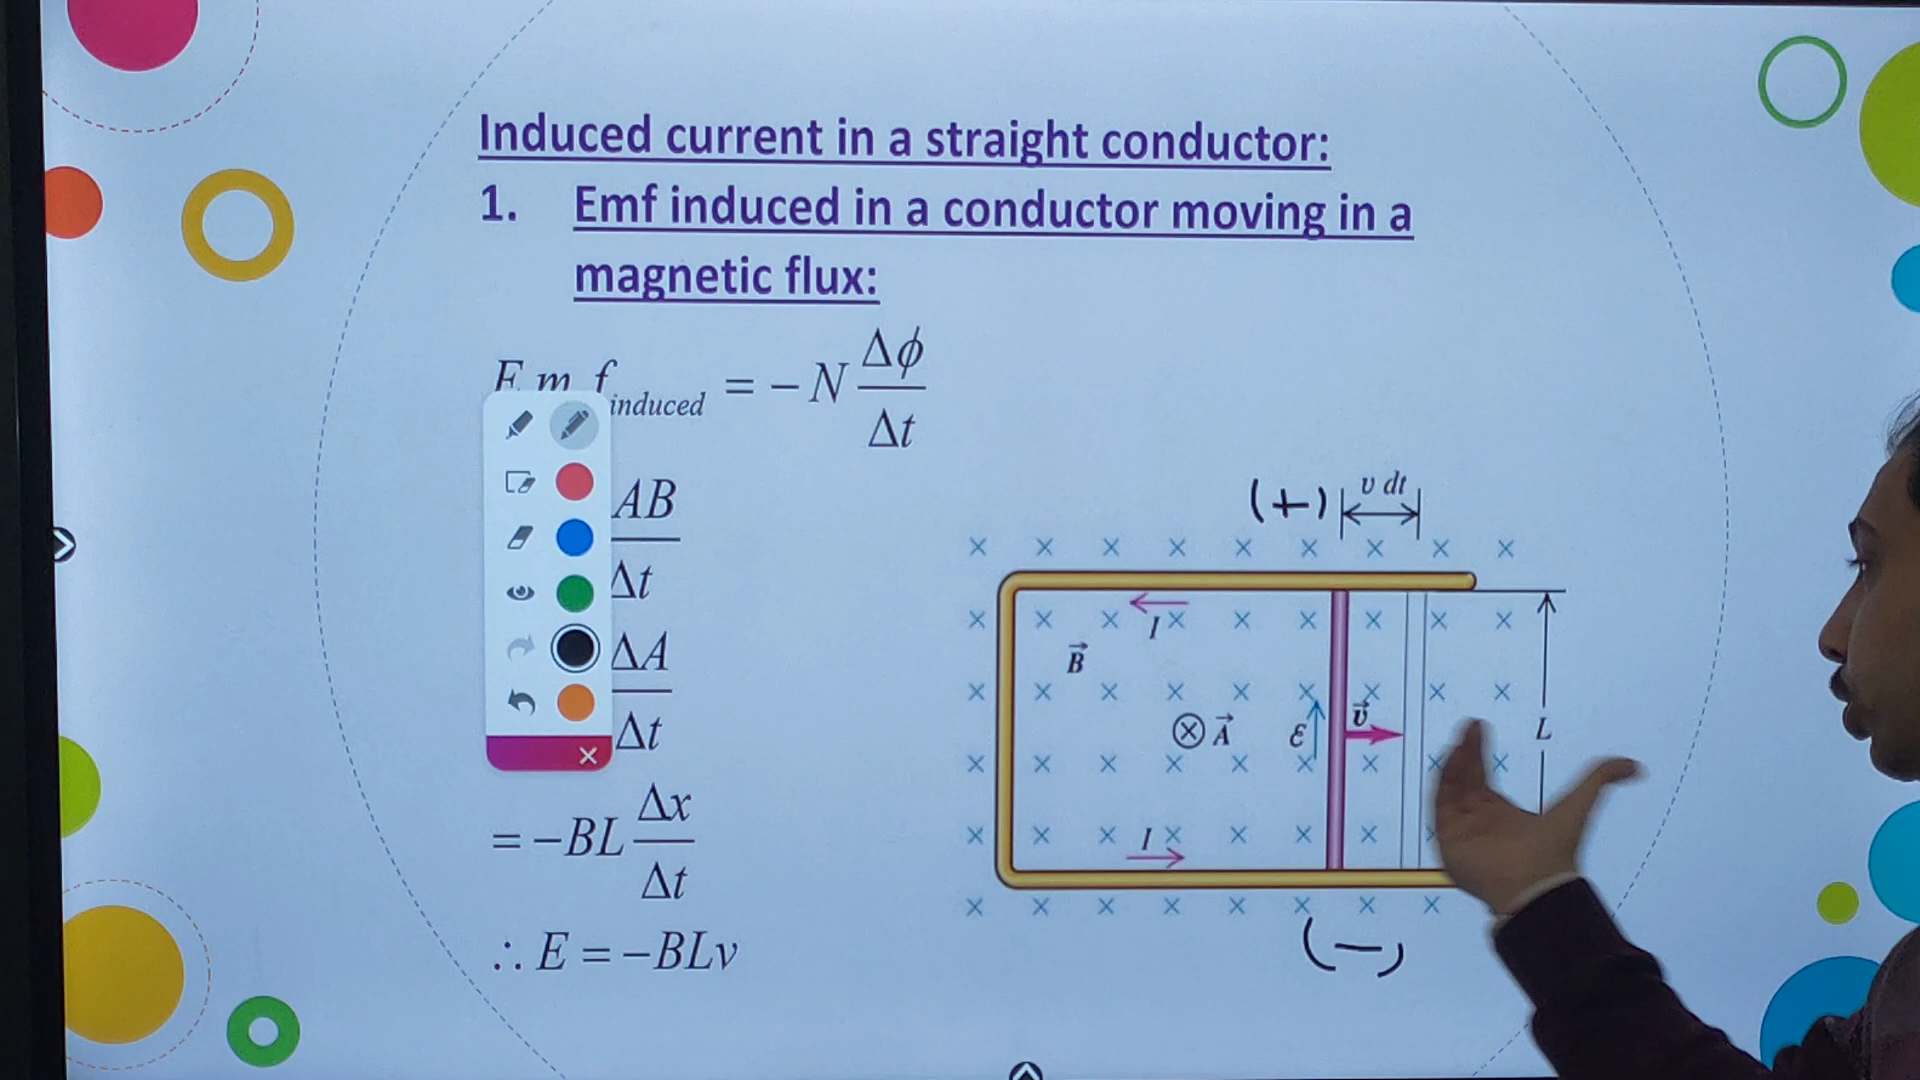 Induced current in a straight conductor:
1. Emf induced in a conductor moving in a
magnetic flux:
E m f induced = −N Δϕ / Δt
AB / Δt
ΔA / Δt
= −BL Δx / Δt
∴ E = −BLv
(+) v dt
I
B⃗
A⃗ ε v⃗ L
I
(−)